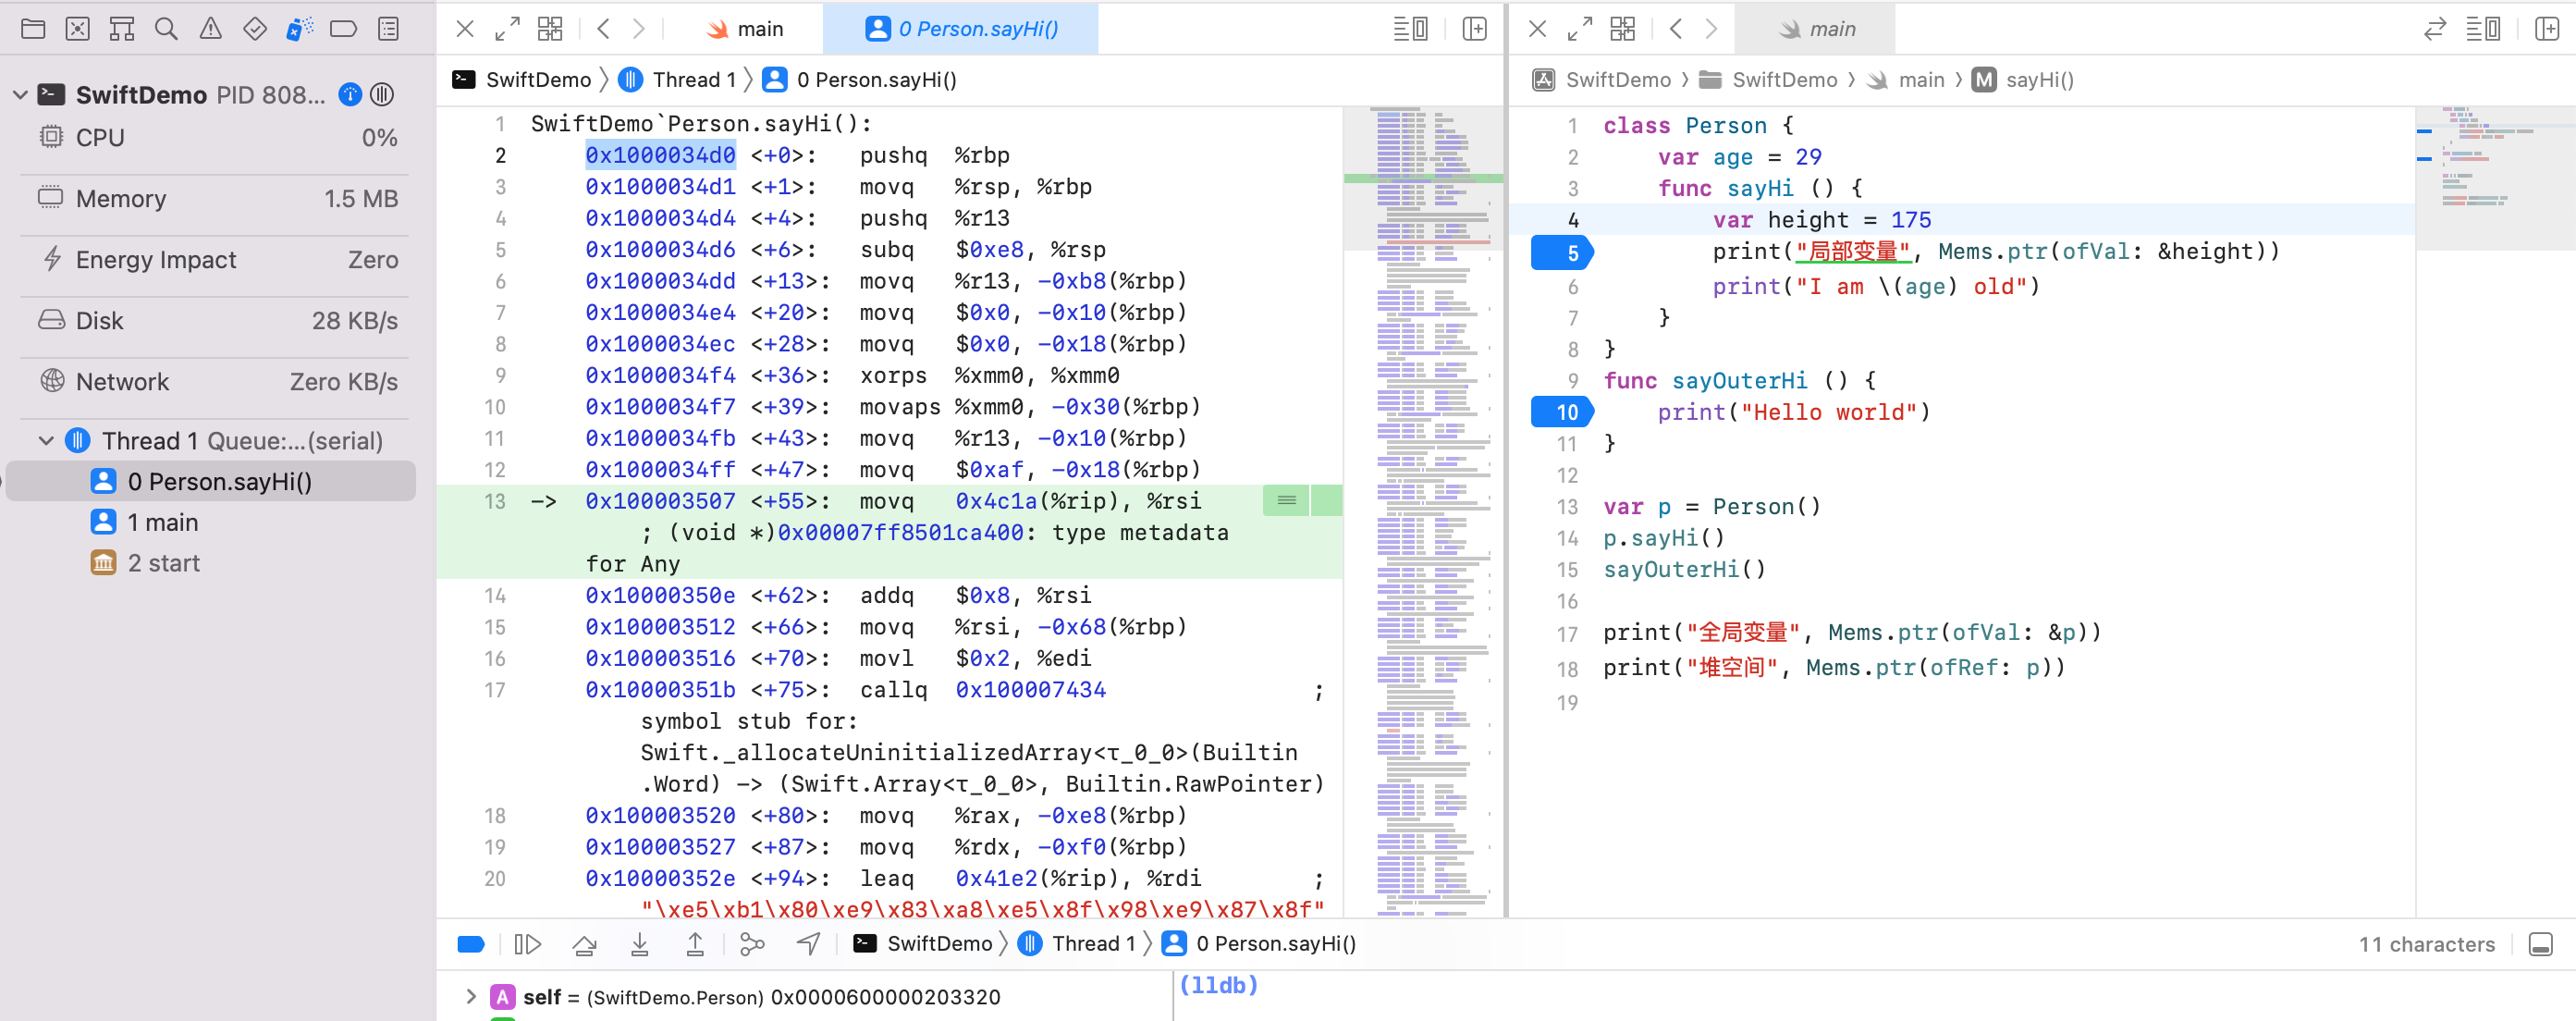 main
0 Person.sayHi()
main
SwiftDemo PID 808...
SwiftDemo 〉 Thread 1 〉 0 Person.sayHi()
SwiftDemo › SwiftDemo › main › M sayHi()
CPU 0%
Memory 1.5 MB
Energy Impact Zero
Disk 28 KB/s
Network Zero KB/s
Thread 1 Queue:...(serial)
0 Person.sayHi()
1 main
2 start
1 SwiftDemo`Person.sayHi():
2 0x1000034d0 <+0>: pushq %rbp
3 0x1000034d1 <+1>: movq %rsp, %rbp
4 0x1000034d4 <+4>: pushq %r13
5 0x1000034d6 <+6>: subq $0xe8, %rsp
6 0x1000034dd <+13>: movq %r13, -0xb8(%rbp)
7 0x1000034e4 <+20>: movq $0x0, -0x10(%rbp)
8 0x1000034ec <+28>: movq $0x0, -0x18(%rbp)
9 0x1000034f4 <+36>: xorps %xmm0, %xmm0
10 0x1000034f7 <+39>: movaps %xmm0, -0x30(%rbp)
11 0x1000034fb <+43>: movq %r13, -0x10(%rbp)
12 0x1000034ff <+47>: movq $0xaf, -0x18(%rbp)
13 -> 0x100003507 <+55>: movq 0x4c1a(%rip), %rsi
; (void *)0x00007ff8501ca400: type metadata
for Any
14 0x10000350e <+62>: addq $0x8, %rsi
15 0x100003512 <+66>: movq %rsi, -0x68(%rbp)
16 0x100003516 <+70>: movl $0x2, %edi
17 0x10000351b <+75>: callq 0x100007434 ;
symbol stub for:
Swift._allocateUninitializedArray<τ_0_0>(Builtin
.Word) -> (Swift.Array<τ_0_0>, Builtin.RawPointer)
18 0x100003520 <+80>: movq %rax, -0xe8(%rbp)
19 0x100003527 <+87>: movq %rdx, -0xf0(%rbp)
20 0x10000352e <+94>: leaq 0x41e2(%rip), %rdi ;
"\xe5\xb1\x80\xe9\x83\xa8\xe5\x8f\x98\xe9\x87\x8f"
1 class Person {
2 var age = 29
3 func sayHi () {
4 var height = 175
5 print("局部变量", Mems.ptr(ofVal: &height))
6 print("I am \(age) old")
7 }
8 }
9 func sayOuterHi () {
10 print("Hello world")
11 }
12
13 var p = Person()
14 p.sayHi()
15 sayOuterHi()
16
17 print("全局变量", Mems.ptr(ofVal: &p))
18 print("堆空间", Mems.ptr(ofRef: p))
19
SwiftDemo 〉 Thread 1 〉 0 Person.sayHi()
11 characters
A self = (SwiftDemo.Person) 0x0000600000203320
(lldb)